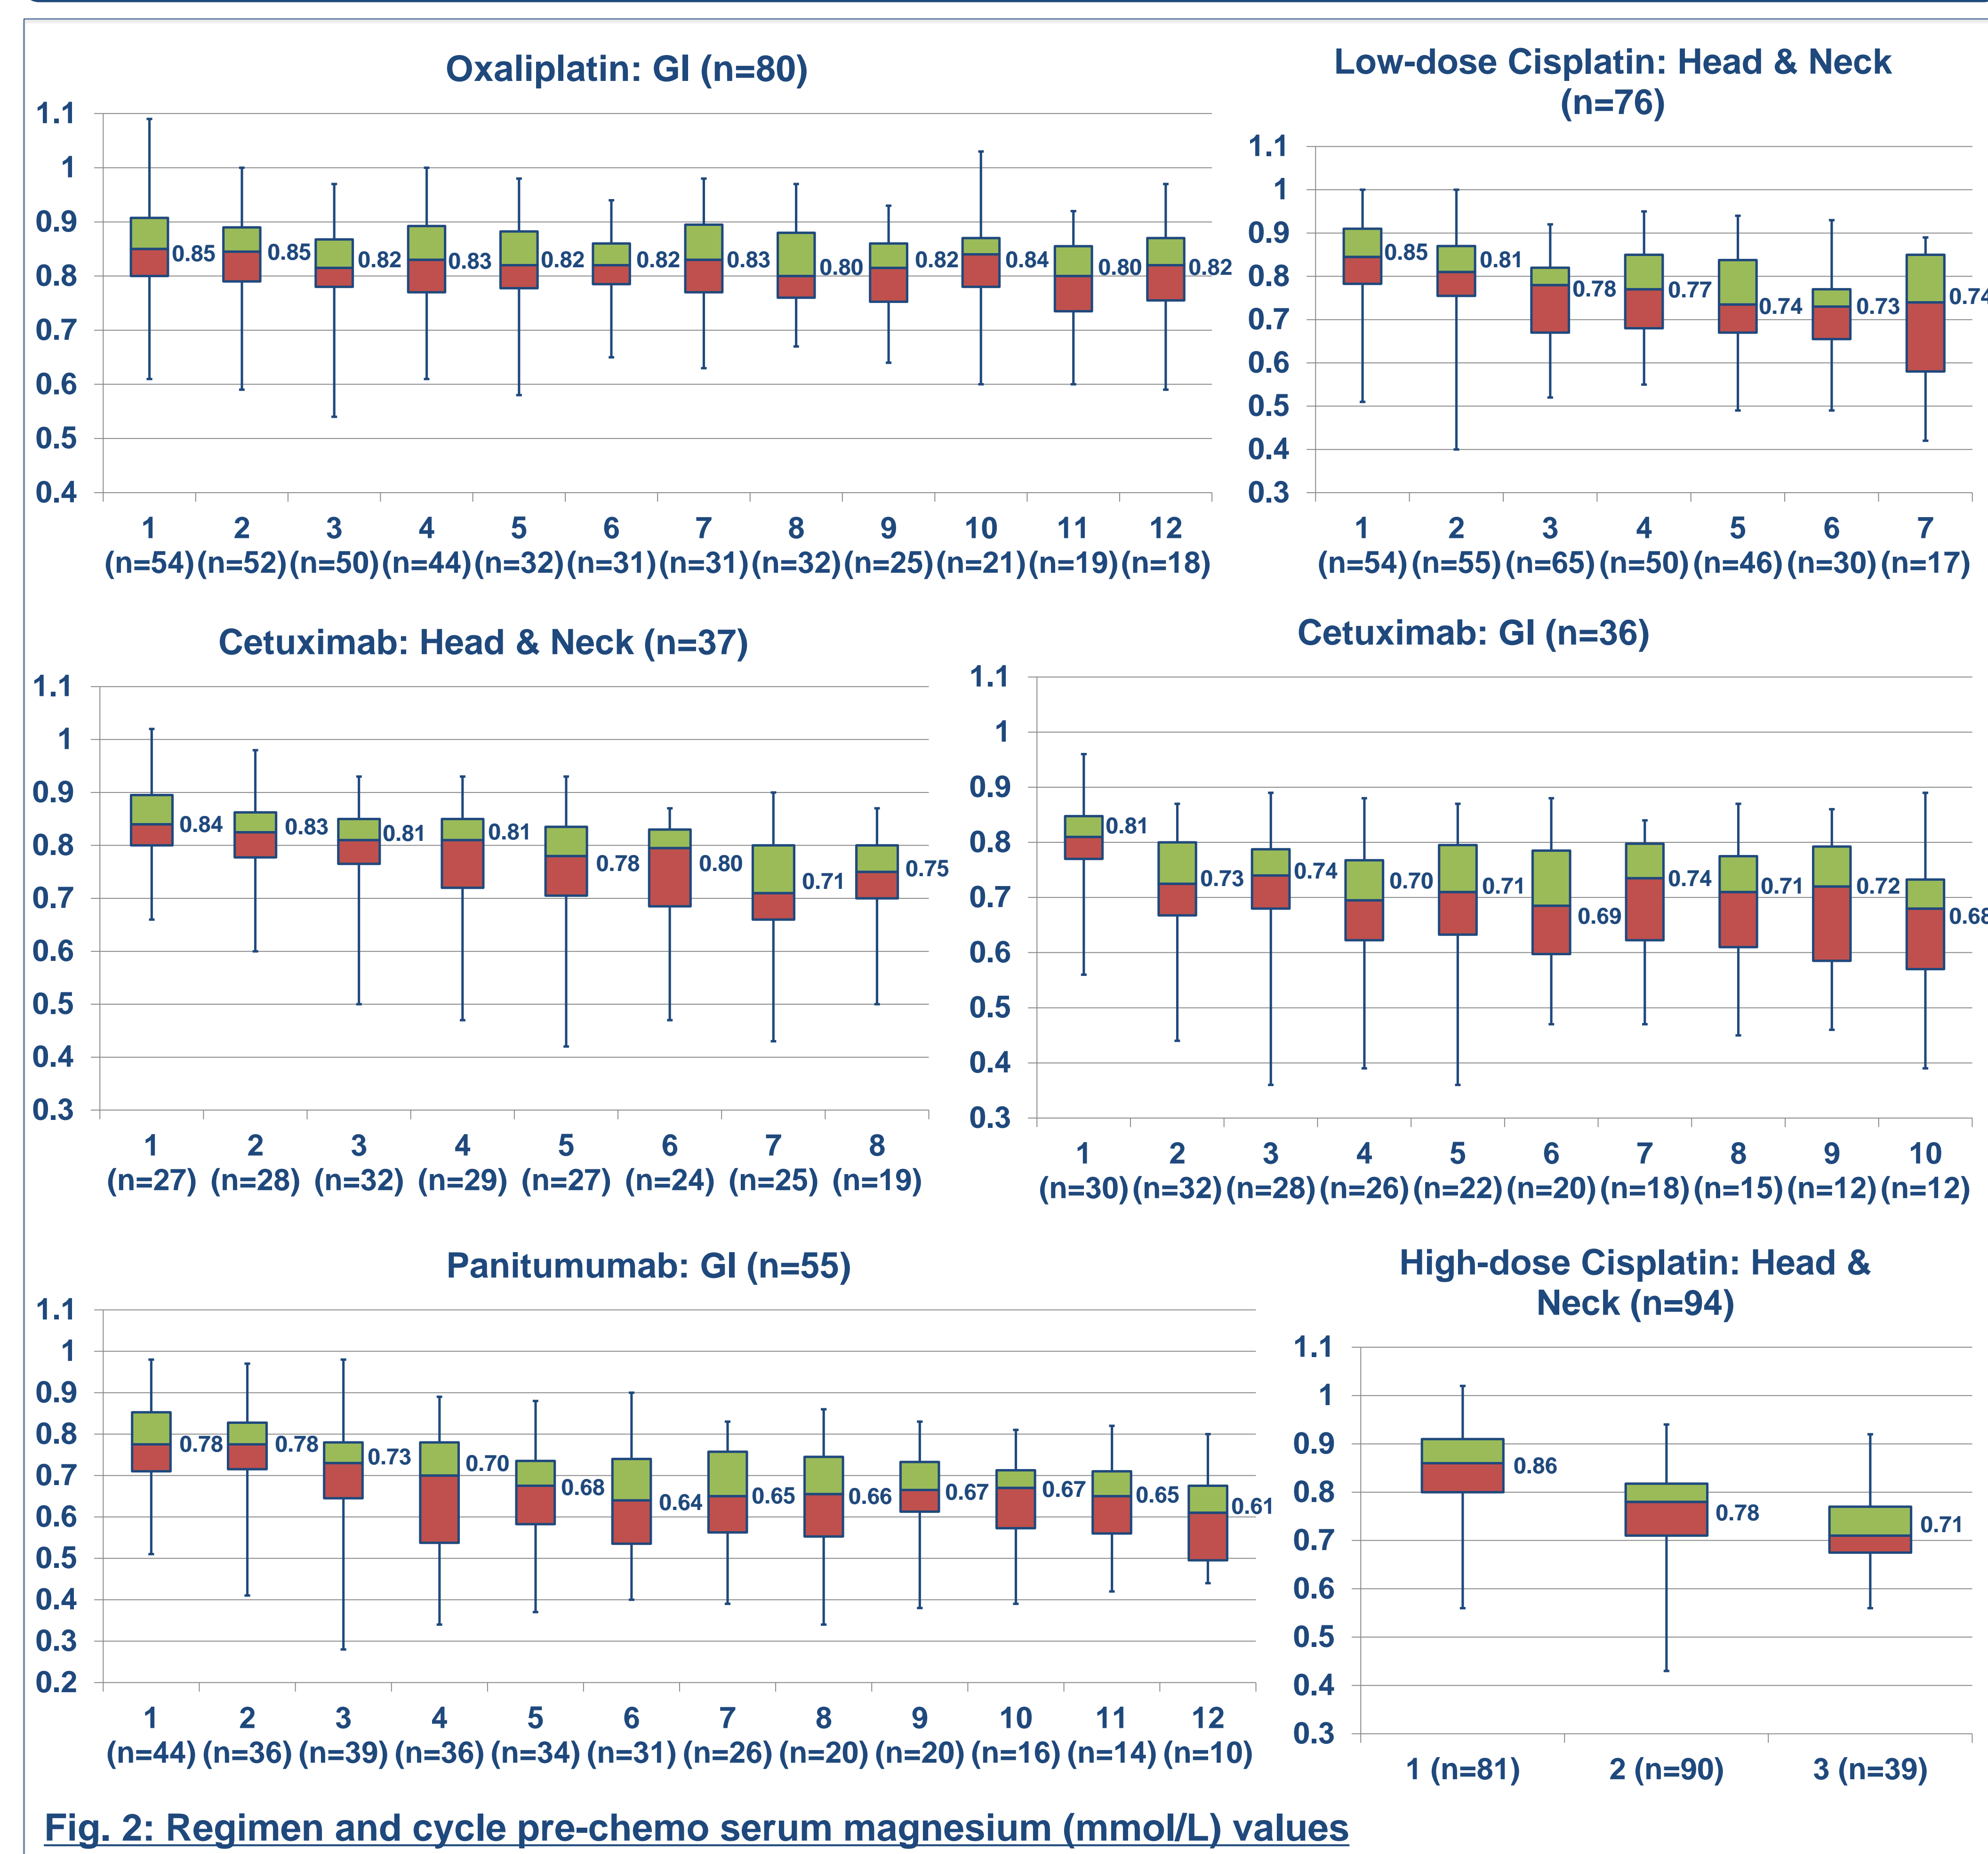 Oxaliplatin: GI (n=80)
1.1
1
0.9
0.8
0.7
0.6
0.5
0.4
0.85 0.85 0.82 0.83 0.82 0.82 0.83 0.80 0.82 0.84 0.80 0.82
1 2 3 4 5 6 7 8 9 10 11 12
(n=54) (n=52) (n=50) (n=44) (n=32) (n=31) (n=31) (n=32) (n=25) (n=21) (n=19) (n=18)
Low-dose Cisplatin: Head & Neck
(n=76)
1.1
1
0.9
0.8
0.7
0.6
0.5
0.4
0.3
0.85 0.81 0.78 0.77 0.74 0.73 0.74
1 2 3 4 5 6 7
(n=54) (n=55) (n=65) (n=50) (n=46) (n=30) (n=17)
Cetuximab: Head & Neck (n=37)
1.1
1
0.9
0.8
0.7
0.6
0.5
0.4
0.3
0.84 0.83 0.81 0.81 0.78 0.80 0.71 0.75
1 2 3 4 5 6 7 8
(n=27) (n=28) (n=32) (n=29) (n=27) (n=24) (n=25) (n=19)
Cetuximab: GI (n=36)
1.1
1
0.9
0.8
0.7
0.6
0.5
0.4
0.3
0.81 0.73 0.74 0.70 0.71 0.69 0.74 0.71 0.72 0.68
1 2 3 4 5 6 7 8 9 10
(n=30) (n=32) (n=28) (n=26) (n=22) (n=20) (n=18) (n=15) (n=12) (n=12)
Panitumumab: GI (n=55)
1.1
1
0.9
0.8
0.7
0.6
0.5
0.4
0.3
0.2
0.78 0.78 0.73 0.70 0.68 0.64 0.65 0.66 0.67 0.67 0.65 0.61
1 2 3 4 5 6 7 8 9 10 11 12
(n=44) (n=36) (n=39) (n=36) (n=34) (n=31) (n=26) (n=20) (n=20) (n=16) (n=14) (n=10)
High-dose Cisplatin: Head &
Neck (n=94)
1.1
1
0.9
0.8
0.7
0.6
0.5
0.4
0.3
0.86 0.78 0.71
1 (n=81) 2 (n=90) 3 (n=39)
Fig. 2: Regimen and cycle pre-chemo serum magnesium (mmol/L) values